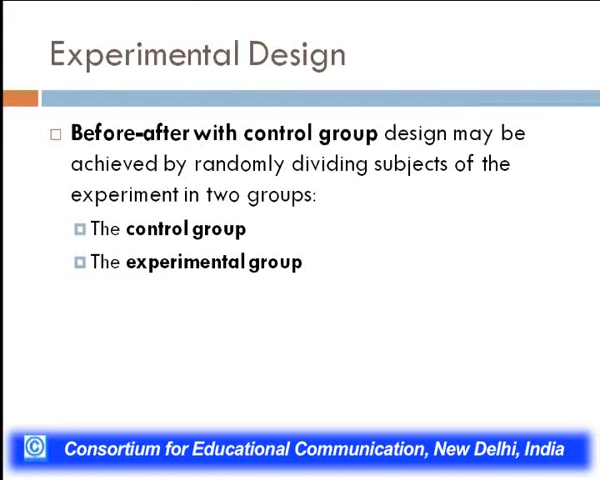 Experimental Design
Before-after with control group design may be
achieved by randomly dividing subjects of the
experiment in two groups:
The control group
The experimental group
© Consortium for Educational Communication, New Delhi, India